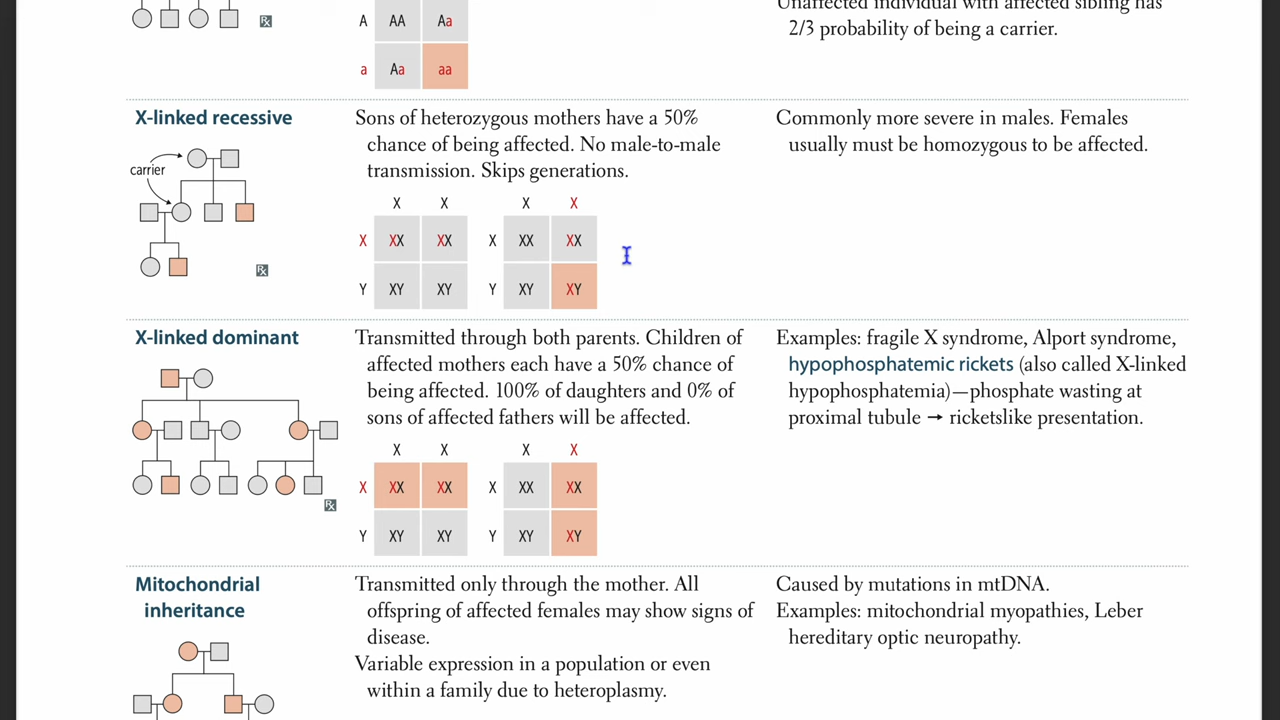 Unaffected individual with affected sibling has
2/3 probability of being a carrier.
A AA Aa
a Aa aa
Rx
X-linked recessive
carrier
Rx
Sons of heterozygous mothers have a 50%
chance of being affected. No male-to-male
transmission. Skips generations.
X X
X XX XX
Y XY XY
X X
X XX XX
Y XY XY
Commonly more severe in males. Females
usually must be homozygous to be affected.
X-linked dominant
Rx
Transmitted through both parents. Children of
affected mothers each have a 50% chance of
being affected. 100% of daughters and 0% of
sons of affected fathers will be affected.
X X
X XX XX
Y XY XY
X X
X XX XX
Y XY XY
Examples: fragile X syndrome, Alport syndrome,
hypophosphatemic rickets (also called X-linked
hypophosphatemia)—phosphate wasting at
proximal tubule → ricketslike presentation.
Mitochondrial
inheritance
Transmitted only through the mother. All
offspring of affected females may show signs of
disease.
Variable expression in a population or even
within a family due to heteroplasmy.
Caused by mutations in mtDNA.
Examples: mitochondrial myopathies, Leber
hereditary optic neuropathy.